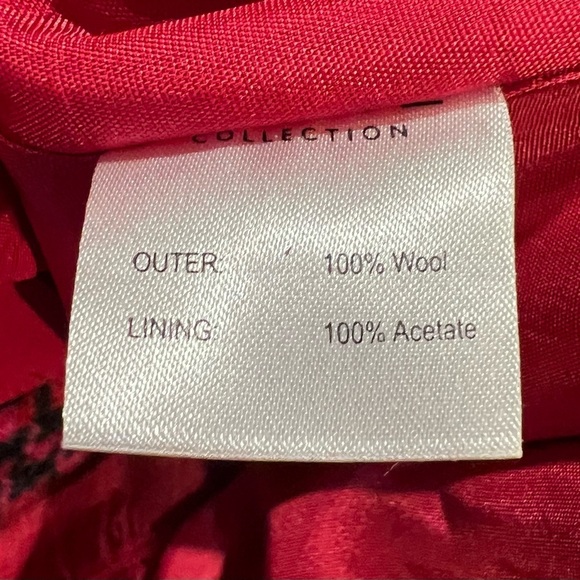 COLLECTION
OUTER: 100% Wool
LINING: 100% Acetate